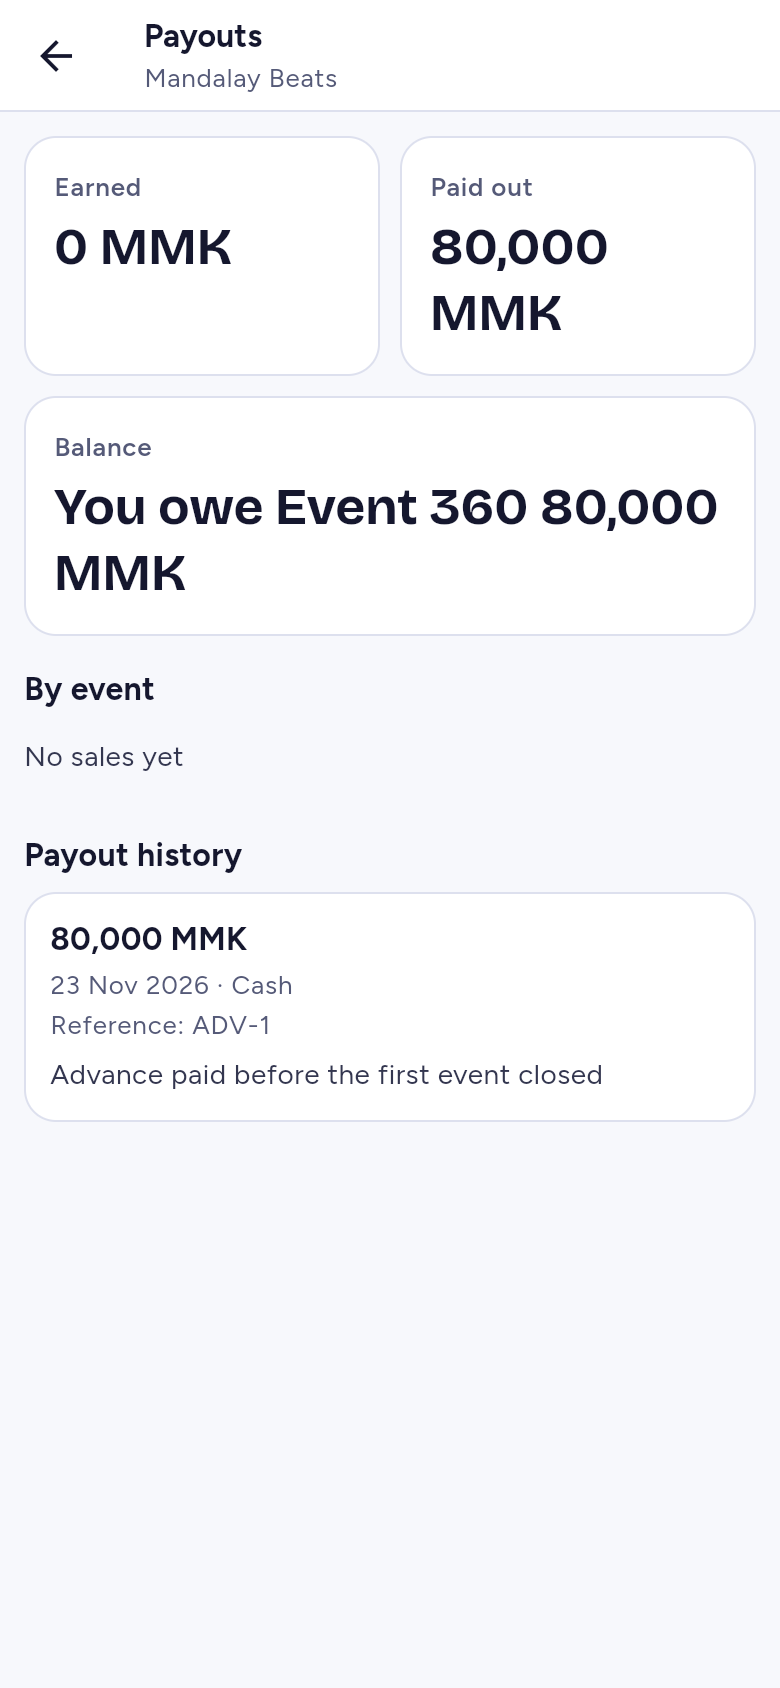 Payouts
Mandalay Beats
Earned
0 MMK
Paid out
80,000
MMK
Balance
You owe Event 360 80,000
MMK
By event
No sales yet
Payout history
80,000 MMK
23 Nov 2026 · Cash
Reference: ADV-1
Advance paid before the first event closed